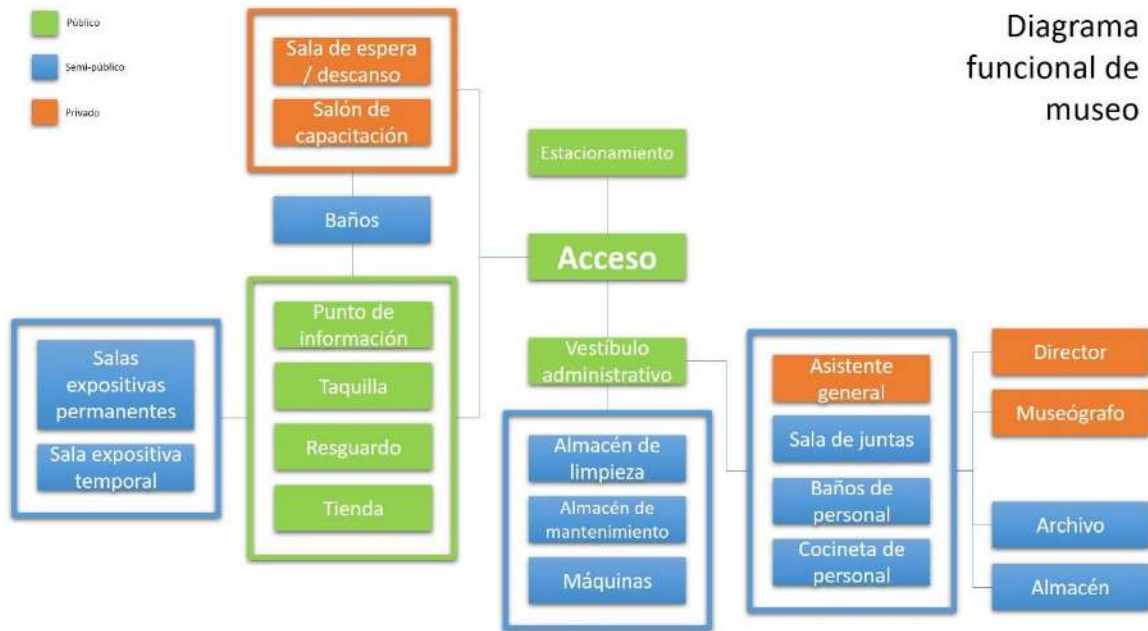 Público
Semi-público
Privado
Diagrama
funcional de
museo
Sala de espera
/ descanso
Salón de
capacitación
Estacionamiento
Baños
Acceso
Punto de
información
Taquilla
Resguardo
Tienda
Salas
expositivas
permanentes
Sala expositiva
temporal
Vestíbulo
administrativo
Almacén de
limpieza
Almacén de
mantenimiento
Máquinas
Asistente
general
Sala de juntas
Baños de
personal
Cocineta de
personal
Director
Museógrafo
Archivo
Almacén